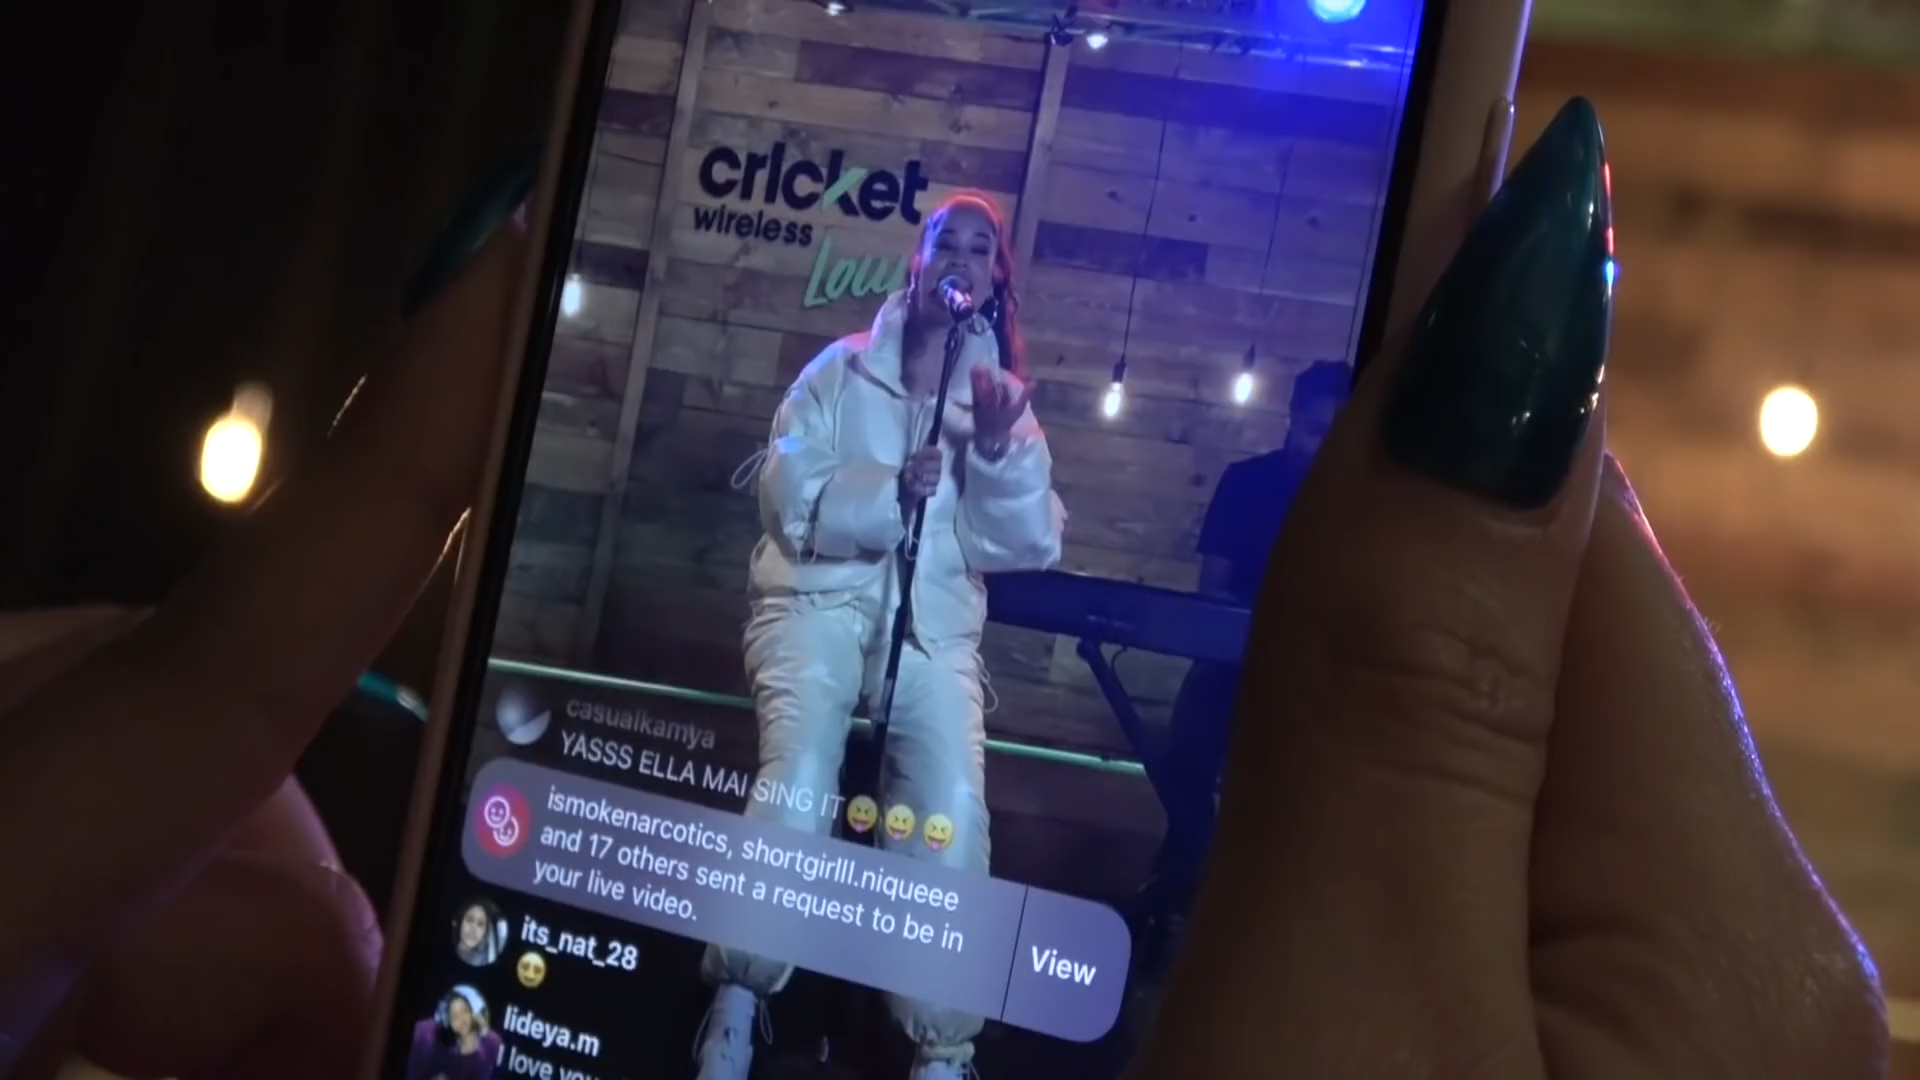 cricket
wireless
casualkamya
YASSS ELLA MAI SING IT😝😝😝
ismokenarcotics, shortgirlll.niqueee
and 17 others sent a request to be in
your live video.
View
its_nat_28
😍
lideya.m
I love you